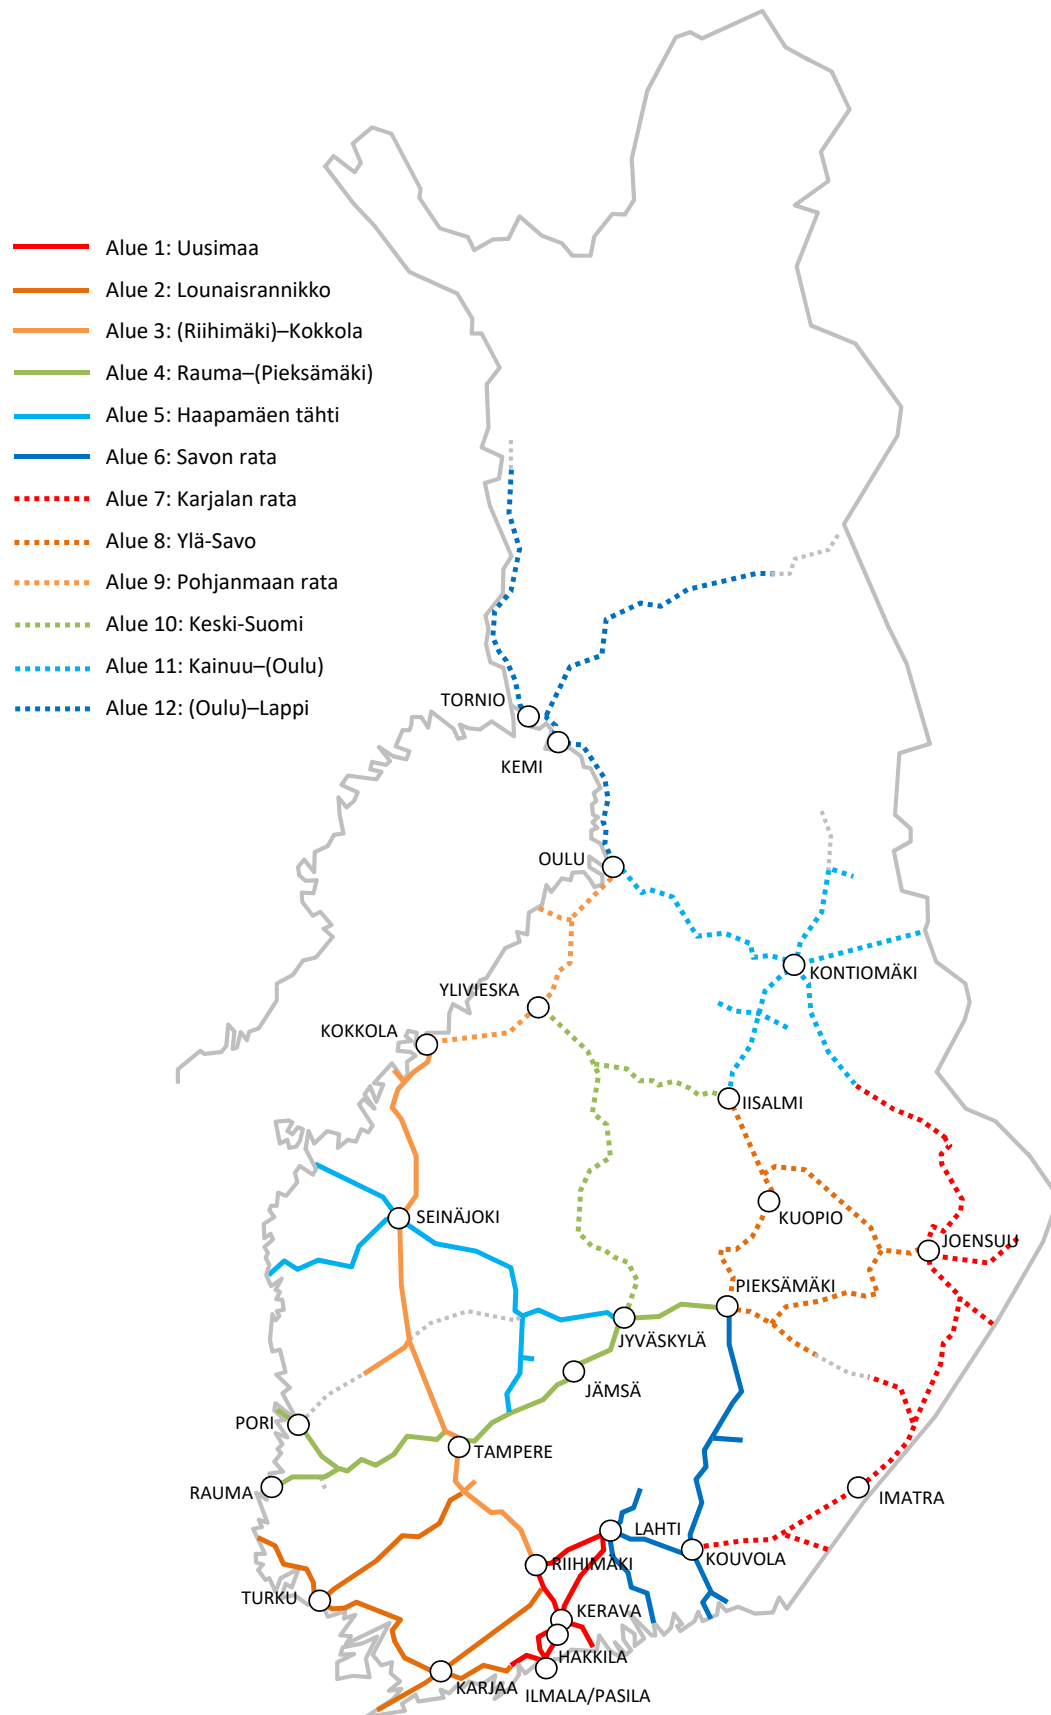 Alue 1: Uusimaa
Alue 2: Lounaisrannikko
Alue 3: (Riihimäki)–Kokkola
Alue 4: Rauma–(Pieksämäki)
Alue 5: Haapamäen tähti
Alue 6: Savon rata
Alue 7: Karjalan rata
Alue 8: Ylä-Savo
Alue 9: Pohjanmaan rata
Alue 10: Keski-Suomi
Alue 11: Kainuu–(Oulu)
Alue 12: (Oulu)–Lappi
TORNIO
KEMI
OULU
KONTIOMÄKI
YLIVIESKA
KOKKOLA
IISALMI
SEINÄJOKI
KUOPIO
JOENSUU
PIEKSÄMÄKI
JYVÄSKYLÄ
JÄMSÄ
PORI
TAMPERE
RAUMA
IMATRA
LAHTI
KOUVOLA
RIIHIMÄKI
TURKU
KERAVA
HAKKILA
KARJAA
ILMALA/PASILA